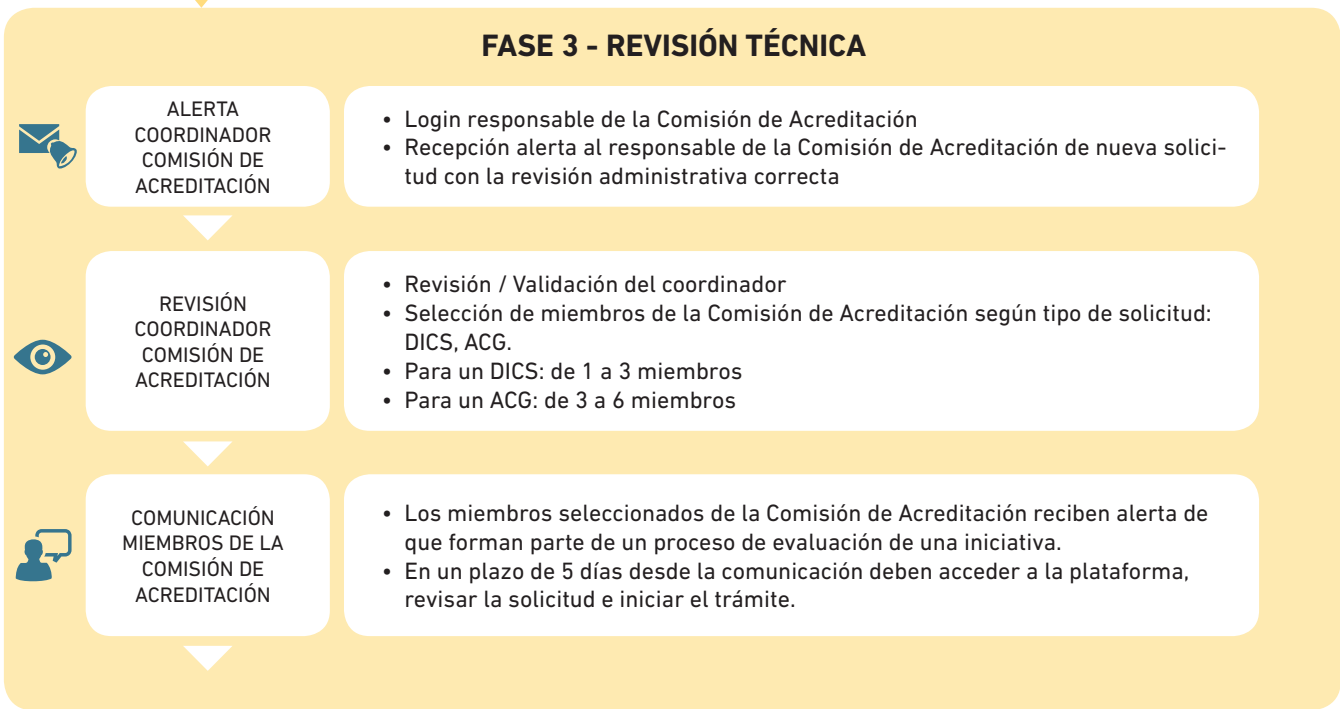 FASE 3 - REVISIÓN TÉCNICA
ALERTA
COORDINADOR
COMISIÓN DE
ACREDITACIÓN
• Login responsable de la Comisión de Acreditación
• Recepción alerta al responsable de la Comisión de Acreditación de nueva solici-
tud con la revisión administrativa correcta
REVISIÓN
COORDINADOR
COMISIÓN DE
ACREDITACIÓN
• Revisión / Validación del coordinador
• Selección de miembros de la Comisión de Acreditación según tipo de solicitud:
DICS, ACG.
• Para un DICS: de 1 a 3 miembros
• Para un ACG: de 3 a 6 miembros
COMUNICACIÓN
MIEMBROS DE LA
COMISIÓN DE
ACREDITACIÓN
• Los miembros seleccionados de la Comisión de Acreditación reciben alerta de
que forman parte de un proceso de evaluación de una iniciativa.
• En un plazo de 5 días desde la comunicación deben acceder a la plataforma,
revisar la solicitud e iniciar el trámite.